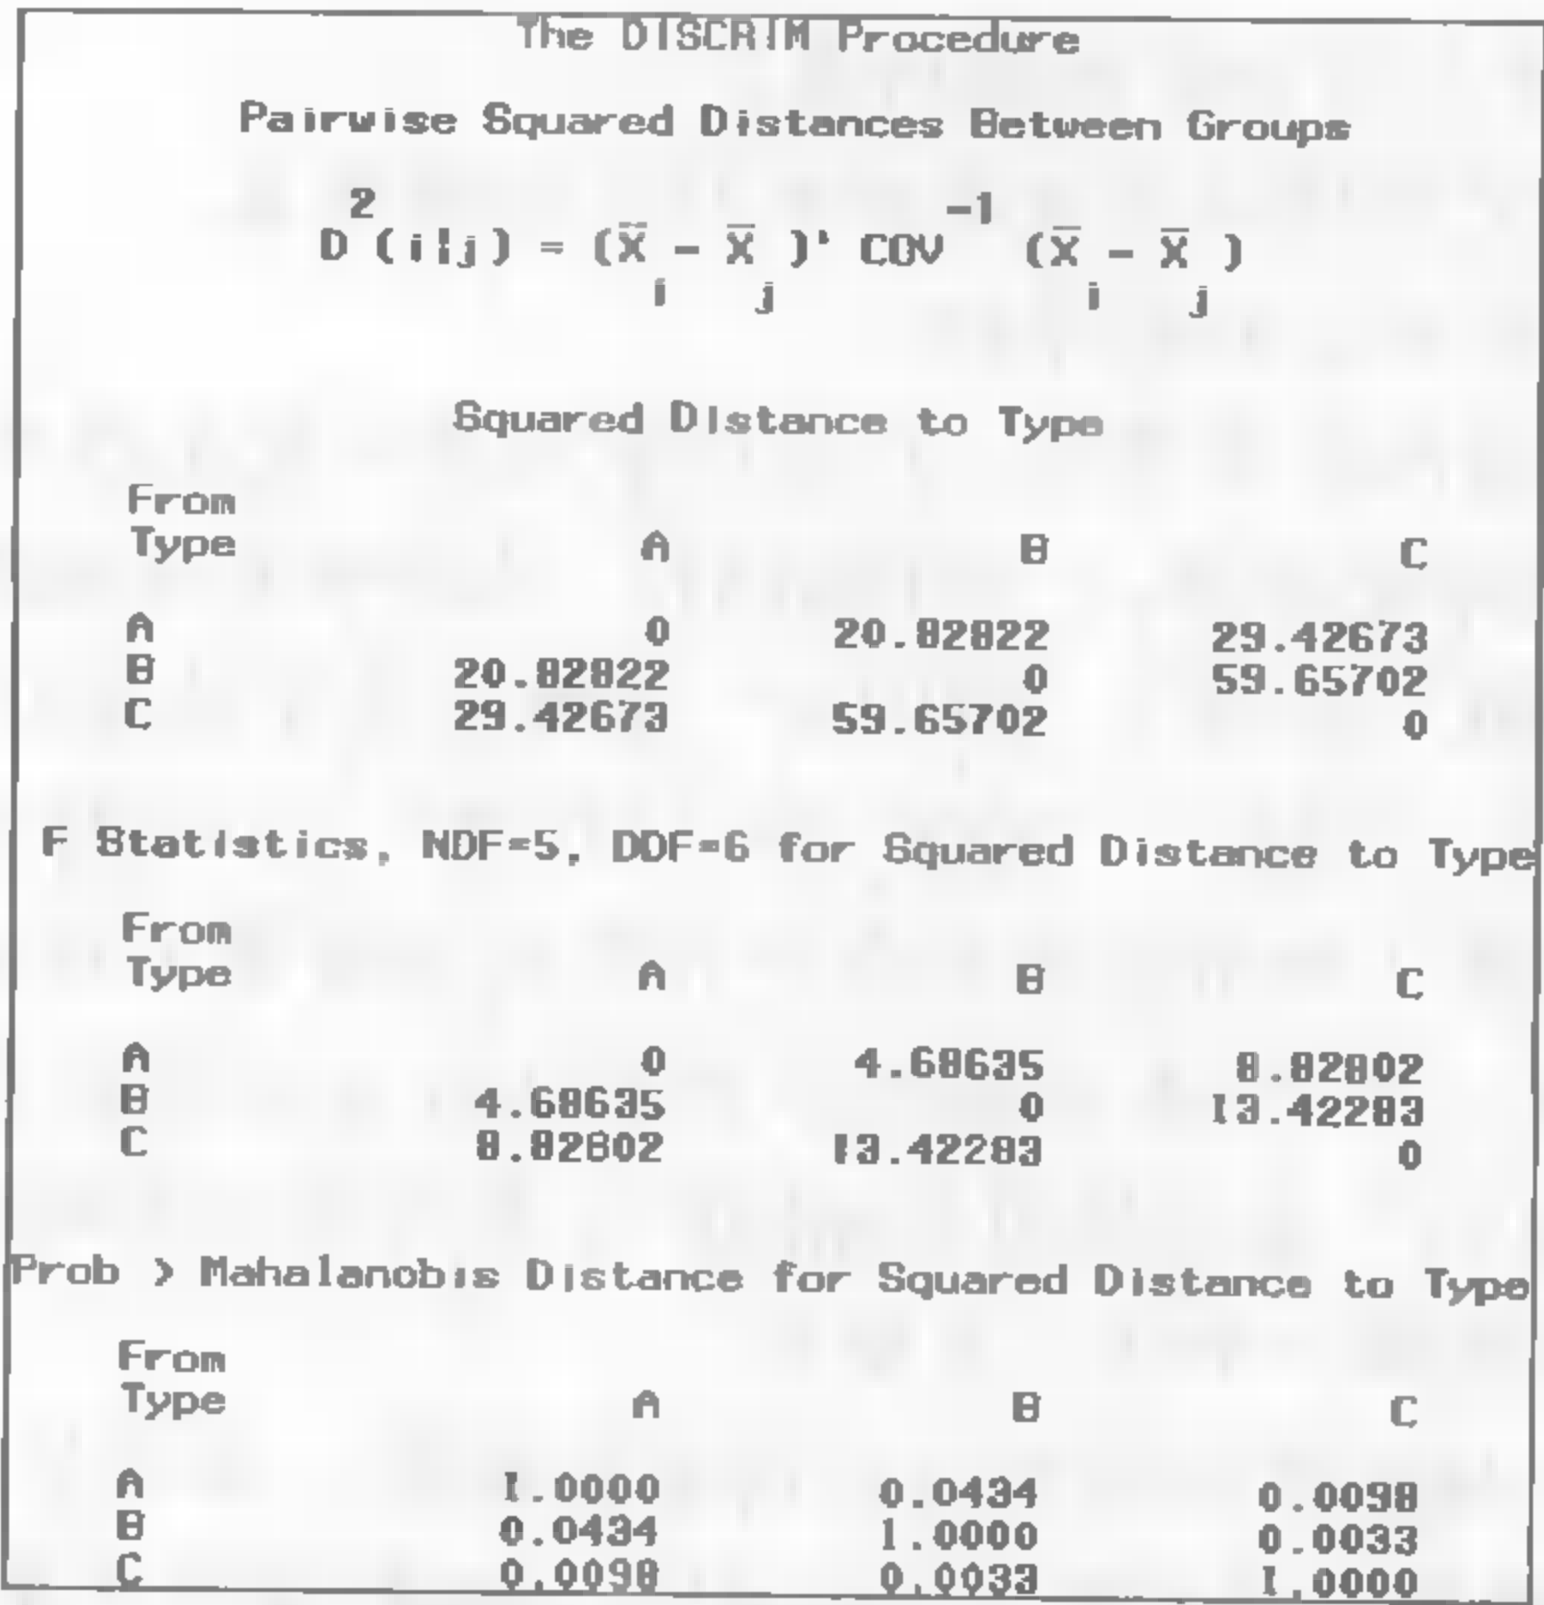 The DISCRIM Procedure
Pairwise Squared Distances Between Groups
2 -1
D (i|j) = (X̄ - X̄ )' COV (X̄ - X̄ )
i j i j
Squared Distance to Type
From
Type A B C
A 0 20.82822 29.42673
B 20.82822 0 59.65702
C 29.42673 59.65702 0
F Statistics, NDF=5, DDF=6 for Squared Distance to Type
From
Type A B C
A 0 4.68635 8.82802
B 4.68635 0 13.42283
C 8.82802 13.42283 0
Prob > Mahalanobis Distance for Squared Distance to Type
From
Type A B C
A 1.0000 0.0434 0.0098
B 0.0434 1.0000 0.0033
C 0.0098 0.0033 1.0000